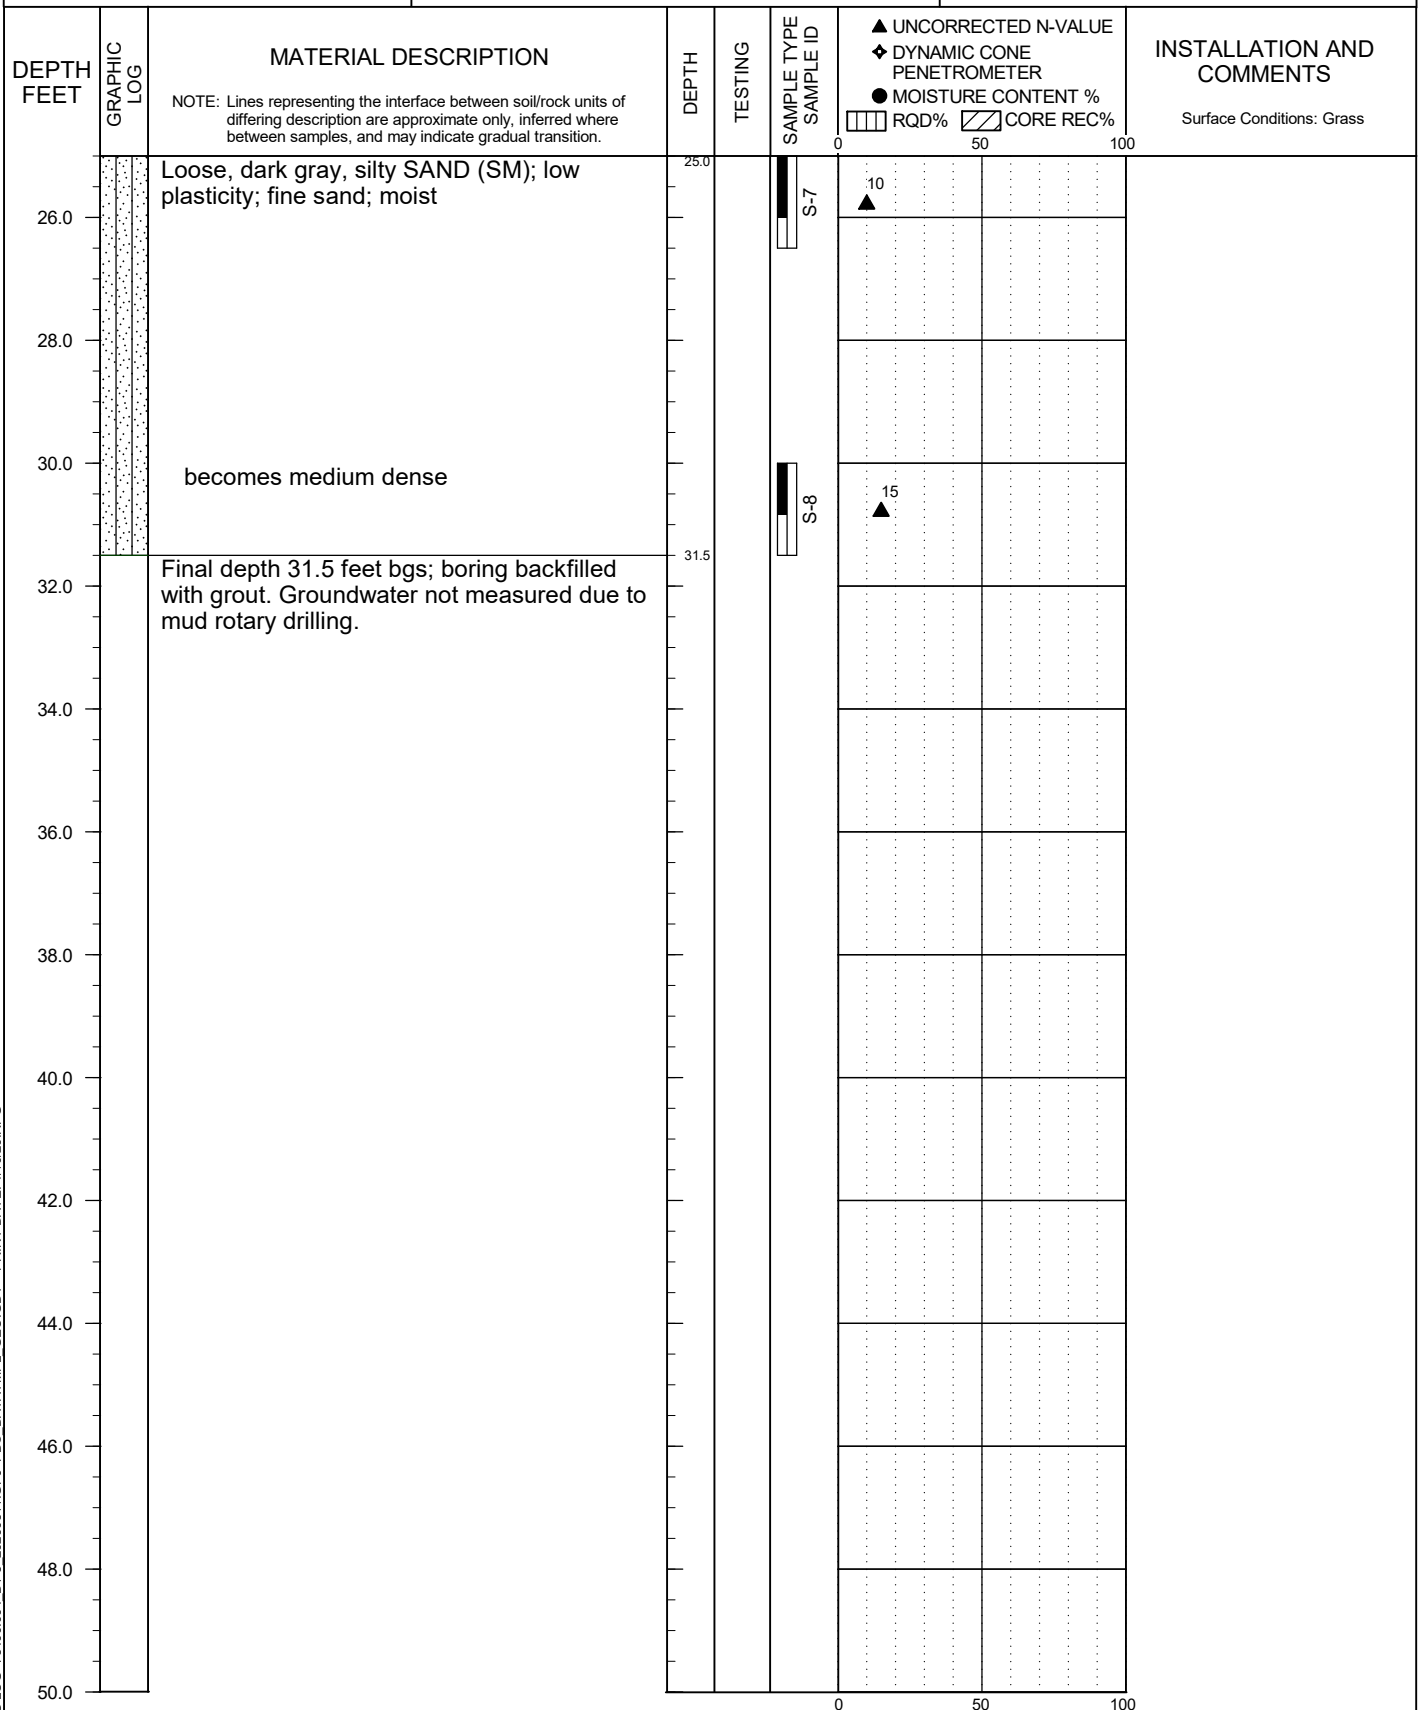 DEPTH
FEET
GRAPHIC
LOG
MATERIAL DESCRIPTION
NOTE: Lines representing the interface between soil/rock units of
differing description are approximate only, inferred where
between samples, and may indicate gradual transition.
DEPTH
TESTING
SAMPLE TYPE
SAMPLE ID
▲ UNCORRECTED N-VALUE
DYNAMIC CONE
PENETROMETER
● MOISTURE CONTENT %
RQD% CORE REC%
0 50 100
INSTALLATION AND
COMMENTS
Surface Conditions: Grass
Loose, dark gray, silty SAND (SM); low
plasticity; fine sand; moist
25.0
S-7
10
26.0
28.0
30.0
becomes medium dense
S-8
15
31.5
Final depth 31.5 feet bgs; boring backfilled
with grout. Groundwater not measured due to
mud rotary drilling.
32.0
34.0
36.0
38.0
40.0
42.0
44.0
46.0
48.0
50.0
0 50 100